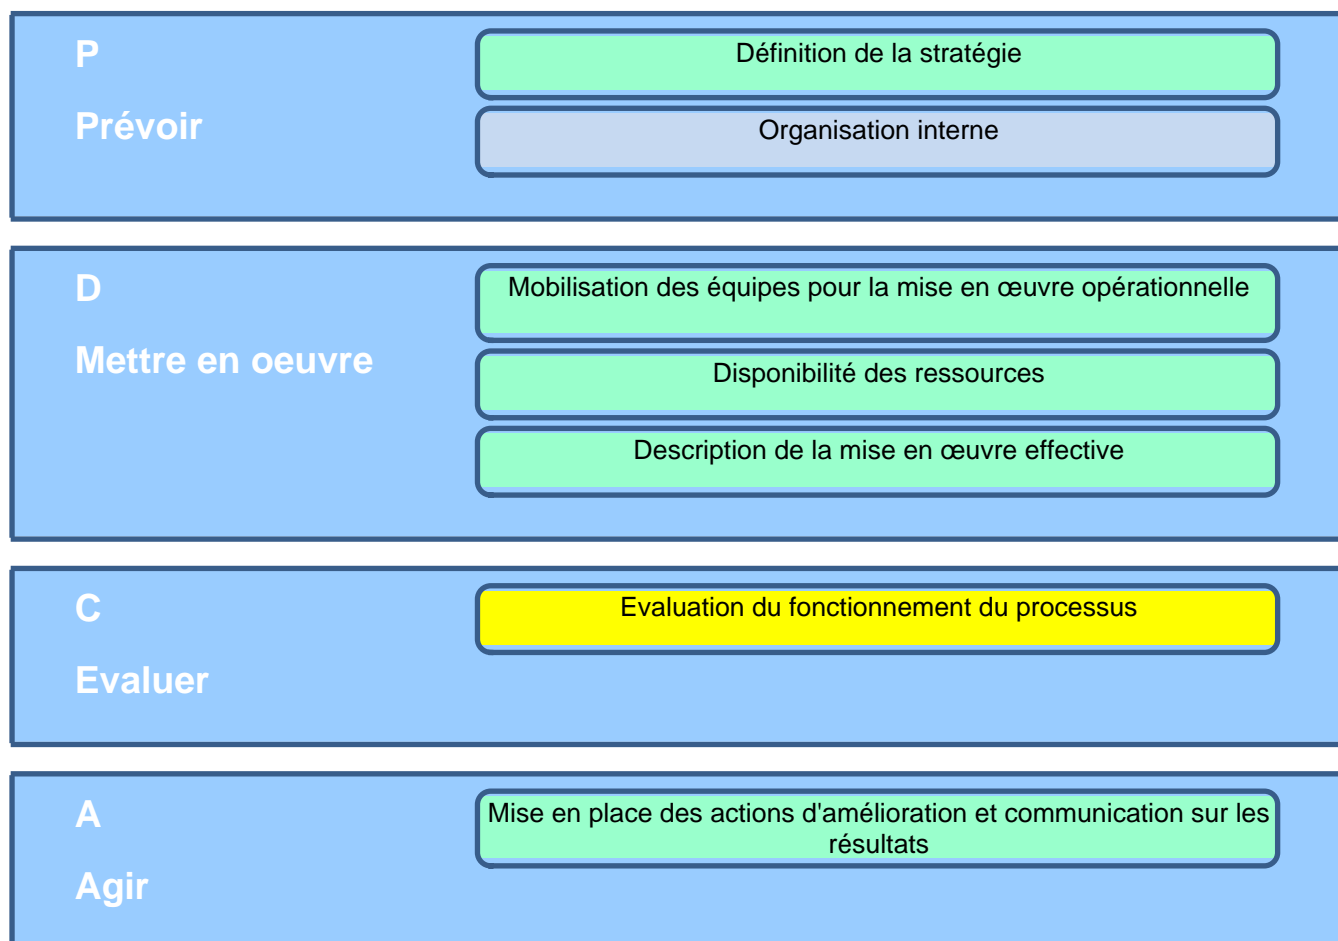 P
Prévoir
Définition de la stratégie
Organisation interne
D
Mettre en oeuvre
Mobilisation des équipes pour la mise en œuvre opérationnelle
Disponibilité des ressources
Description de la mise en œuvre effective
C
Evaluer
Evaluation du fonctionnement du processus
A
Agir
Mise en place des actions d'amélioration et communication sur les
résultats